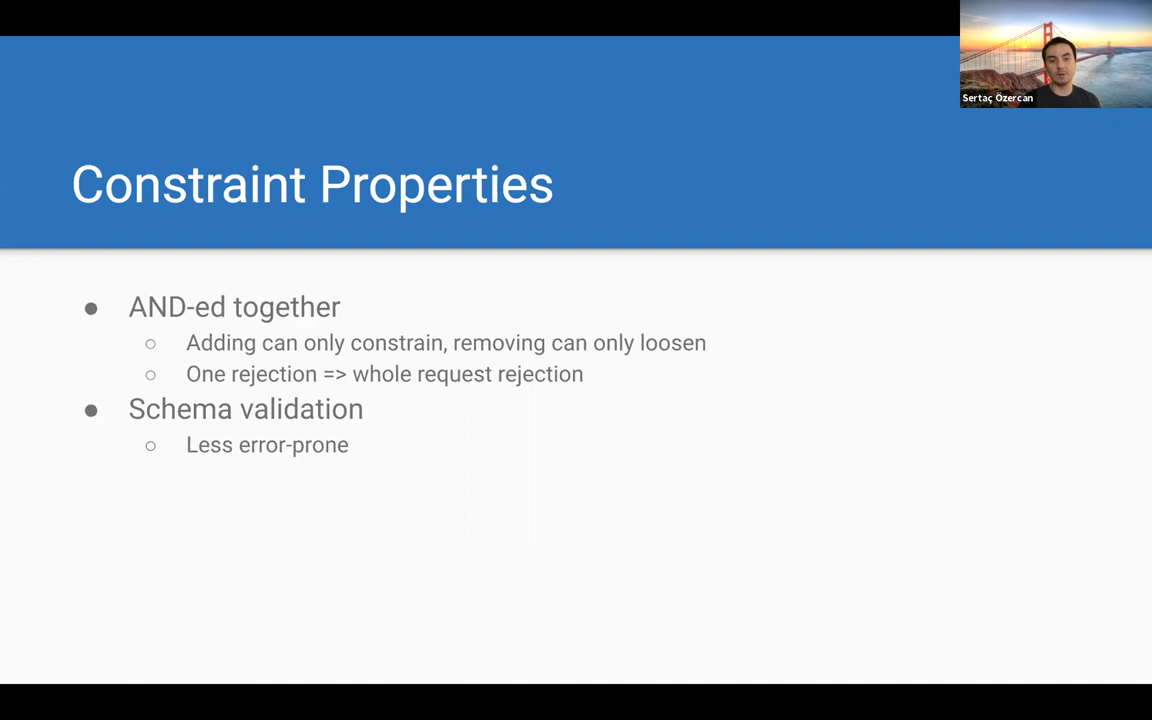 Sertaç Özercan
Constraint Properties
● AND-ed together
○ Adding can only constrain, removing can only loosen
○ One rejection => whole request rejection
● Schema validation
○ Less error-prone